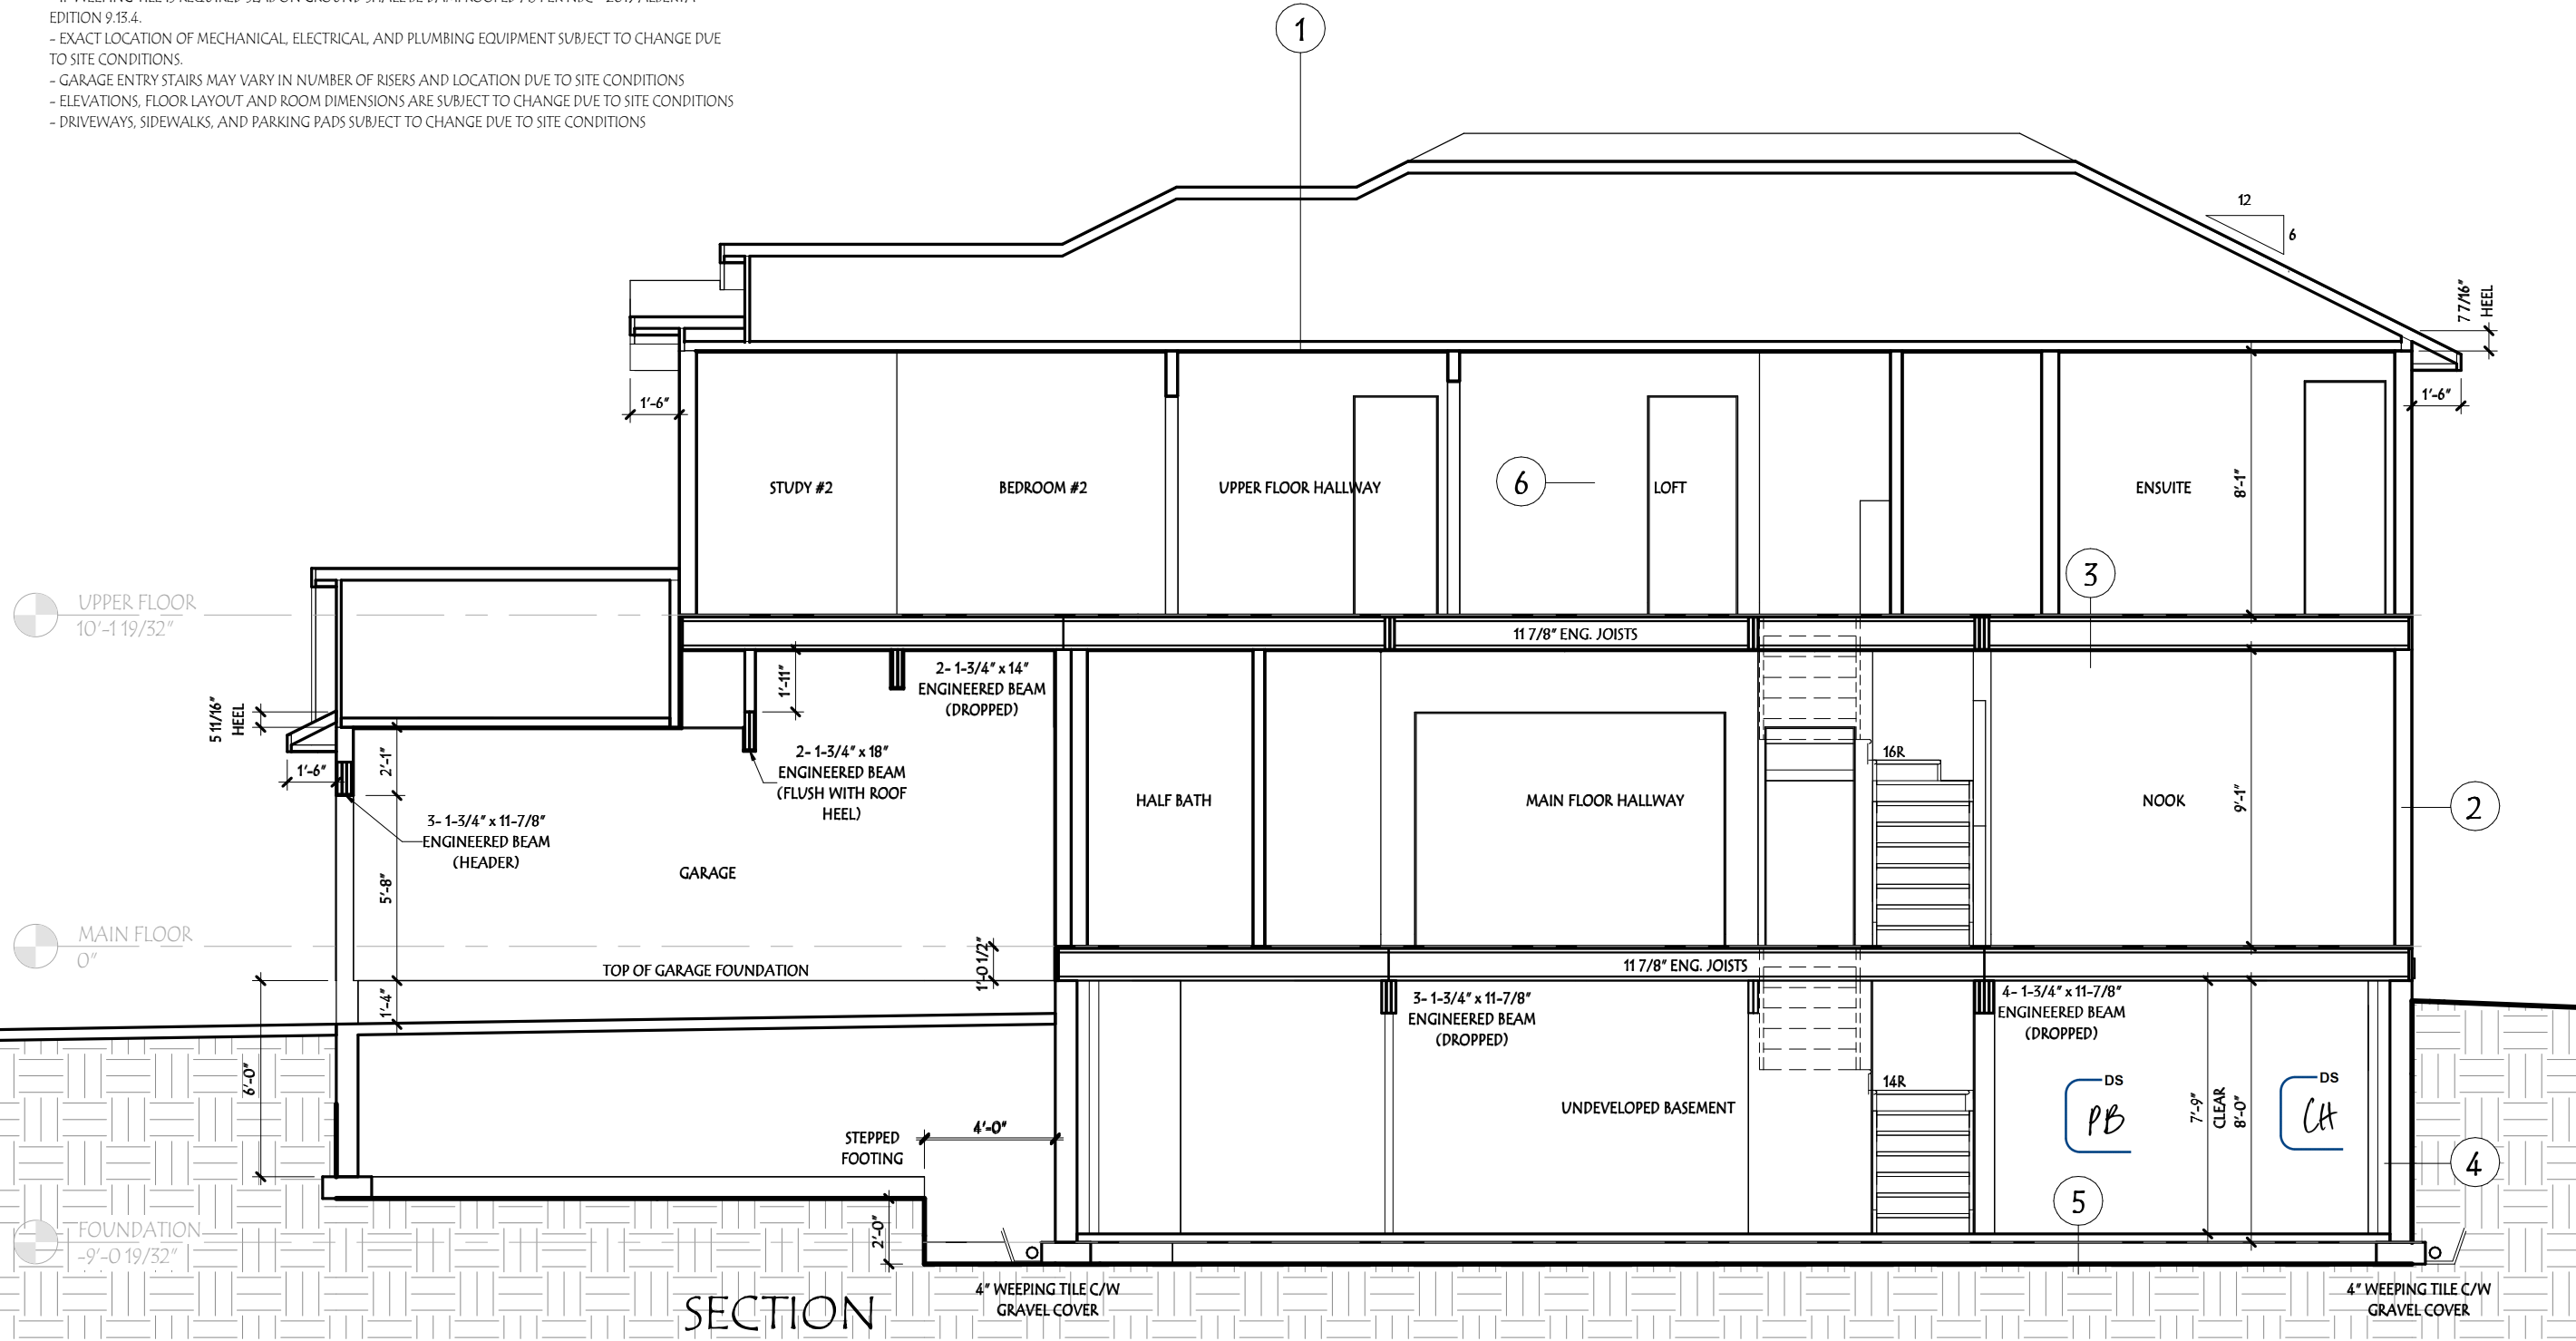 EDITION 9.13.4.
- EXACT LOCATION OF MECHANICAL, ELECTRICAL, AND PLUMBING EQUIPMENT SUBJECT TO CHANGE DUE
TO SITE CONDITIONS.
- GARAGE ENTRY STAIRS MAY VARY IN NUMBER OF RISERS AND LOCATION DUE TO SITE CONDITIONS
- ELEVATIONS, FLOOR LAYOUT AND ROOM DIMENSIONS ARE SUBJECT TO CHANGE DUE TO SITE CONDITIONS
- DRIVEWAYS, SIDEWALKS, AND PARKING PADS SUBJECT TO CHANGE DUE TO SITE CONDITIONS
1
12
6
7 7/16"
HEEL
1'-6"
1'-6"
STUDY #2
BEDROOM #2
UPPER FLOOR HALLWAY
6
LOFT
ENSUITE
8'-1"
3
UPPER FLOOR
10'-1 19/32"
11 7/8" ENG. JOISTS
5 11/16"
HEEL
1'-6"
2'-1"
1'-11"
2- 1-3/4" x 14"
ENGINEERED BEAM
(DROPPED)
2- 1-3/4" x 18"
ENGINEERED BEAM
(FLUSH WITH ROOF
HEEL)
3- 1-3/4" x 11-7/8"
ENGINEERED BEAM
(HEADER)
GARAGE
5'-8"
HALF BATH
MAIN FLOOR HALLWAY
16R
NOOK
9'-1"
2
MAIN FLOOR
0"
TOP OF GARAGE FOUNDATION
1'-0 1/2"
11 7/8" ENG. JOISTS
1'-4"
6'-0"
3- 1-3/4" x 11-7/8"
ENGINEERED BEAM
(DROPPED)
4- 1-3/4" x 11-7/8"
ENGINEERED BEAM
(DROPPED)
14R
UNDEVELOPED BASEMENT
DS
PB
7'-9"
CLEAR
8'-0"
DS
CH
4
5
STEPPED
FOOTING
4'-0"
2'-0"
FOUNDATION
-9'-0 19/32"
4" WEEPING TILE C/W
GRAVEL COVER
4" WEEPING TILE C/W
GRAVEL COVER
SECTION